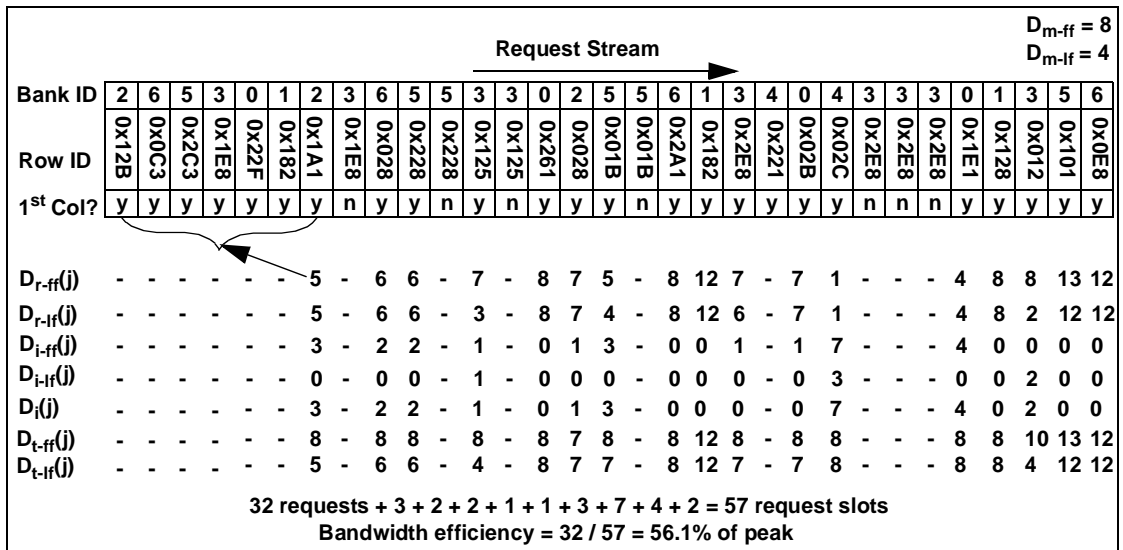 D_m-ff = 8
D_m-lf = 4
Request Stream
Bank ID 2 6 5 3 0 1 2 3 6 5 5 3 3 0 2 5 5 6 1 3 4 0 4 3 3 3 0 1 3 5 6
Row ID 0x12B 0x0C3 0x2C3 0x1E8 0x22F 0x182 0x1A1 0x1E8 0x028 0x228 0x228 0x125 0x125 0x261 0x028 0x01B 0x01B 0x2A1 0x182 0x2E8 0x221 0x02B 0x02C 0x2E8 0x2E8 0x2E8 0x1E1 0x128 0x012 0x101 0x0E8
1st Col? y y y y y y y n y y n y n y y y n y y y y y y n n n y y y y y
D_r-ff(j) - - - - - - 5 - 6 6 - 7 - 8 7 5 - 8 12 7 - 7 1 - - - 4 8 8 13 12
D_r-lf(j) - - - - - - 5 - 6 6 - 3 - 8 7 4 - 8 12 6 - 7 1 - - - 4 8 2 12 12
D_i-ff(j) - - - - - - 3 - 2 2 - 1 - 0 1 3 - 0 0 1 - 1 7 - - - 4 0 0 0 0
D_i-lf(j) - - - - - - 0 - 0 0 - 1 - 0 0 0 - 0 0 0 - 0 3 - - - 0 0 2 0 0
D_i(j) - - - - - - 3 - 2 2 - 1 - 0 1 3 - 0 0 0 - 0 7 - - - 4 0 2 0 0
D_t-ff(j) - - - - - - 8 - 8 8 - 8 - 8 7 8 - 8 12 8 - 8 8 - - - 8 8 10 13 12
D_t-lf(j) - - - - - - 5 - 6 6 - 4 - 8 7 7 - 8 12 7 - 7 8 - - - 8 8 4 12 12
32 requests + 3 + 2 + 2 + 1 + 1 + 3 + 7 + 4 + 2 = 57 request slots
Bandwidth efficiency = 32 / 57 = 56.1% of peak